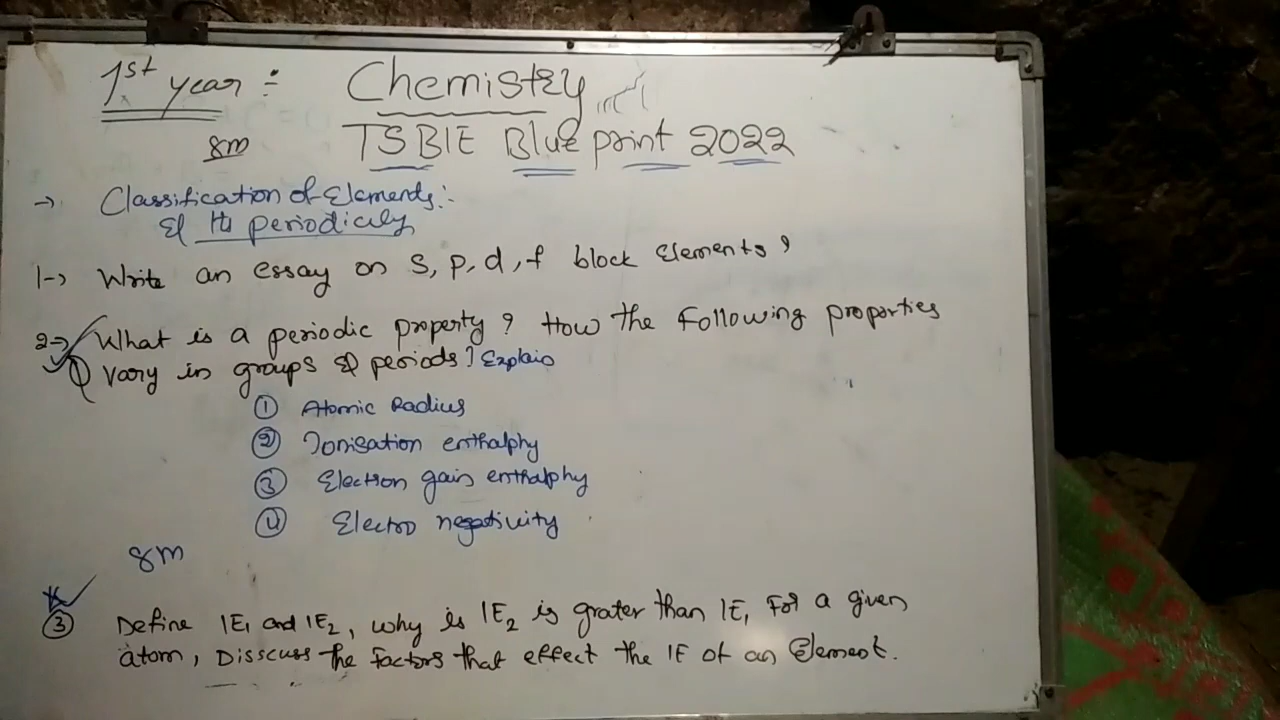 1st year :- Chemistry
8m TSBIE Blue print 2022
→ Classification of Elements:-
& Its periodicity
1→ Write an essay on s, p, d, f block Elements?
2→ What is a periodic property? How the Following properties
vary in groups & periods? Explain
① Atomic Radius
② Ionisation enthalphy
③ Electron gain enthalphy
④ Electro negativity
8m
③ Define IE1 and IE2, why is IE2 is grater than IE1 For a given
atom, Disscuss the Factors that effect the IE of an Element.